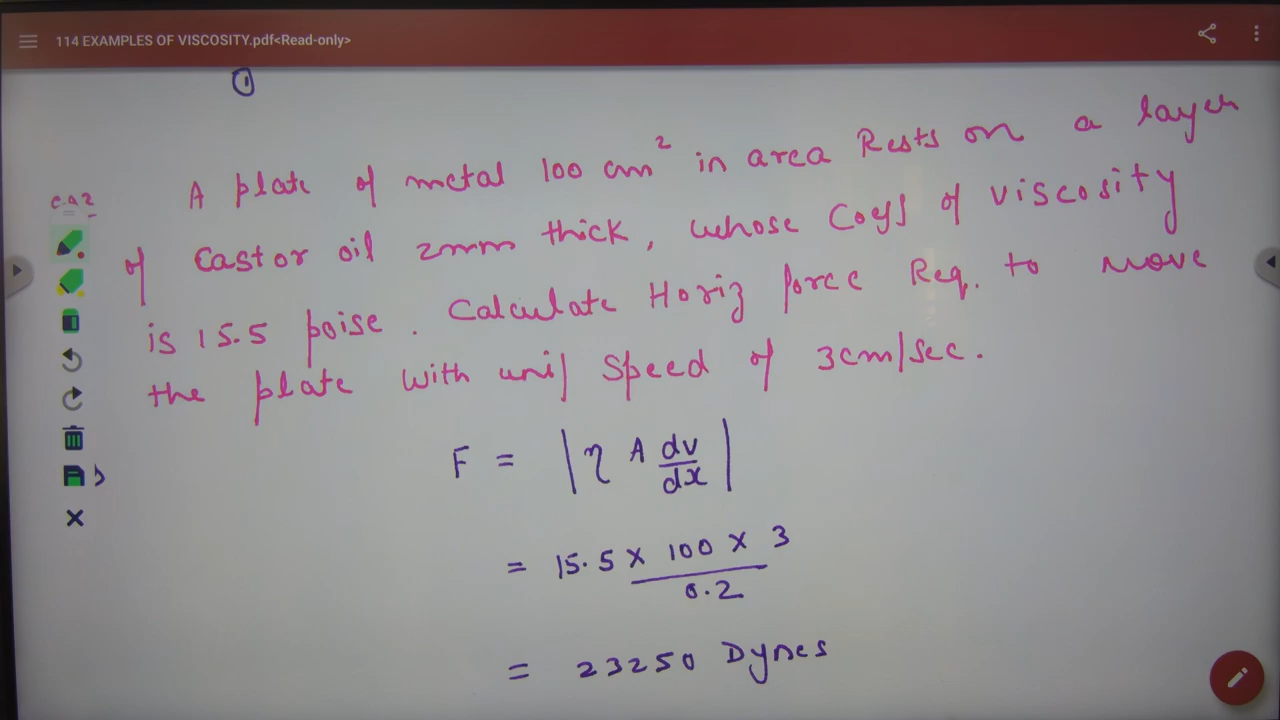 114 EXAMPLES OF VISCOSITY.pdf<Read-only>
①
A plate of metal 100 cm² in area Rests on a layer
of Castor oil 2mm thick, whose Coeff of viscosity
is 15.5 poise. Calculate Horiz force Req. to move
the plate with unif speed of 3cm/sec.
F = |η A dv/dx|
= 15.5 × 100 × 3 / 0.2
= 23250 Dynes